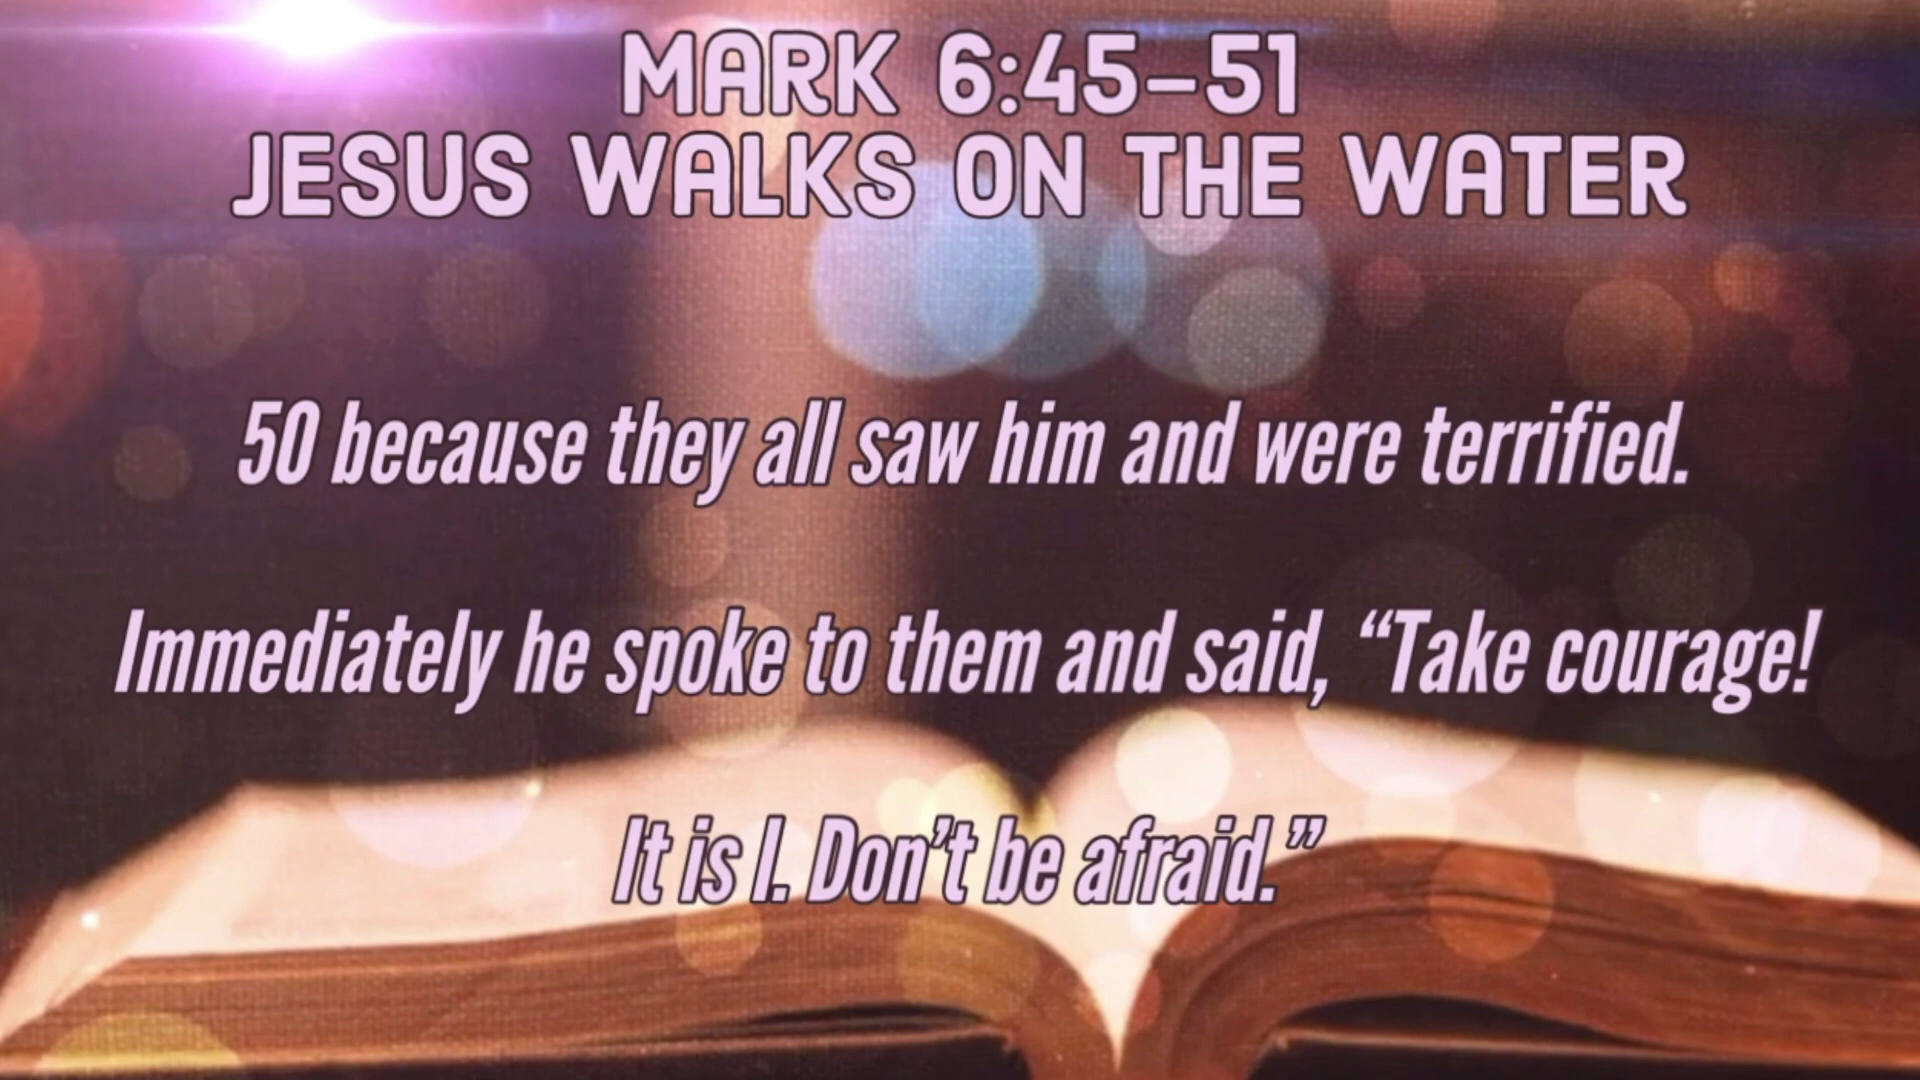 MARK 6:45–51
JESUS WALKS ON THE WATER
50 because they all saw him and were terrified.
Immediately he spoke to them and said, “Take courage!
It is I. Don’t be afraid.”